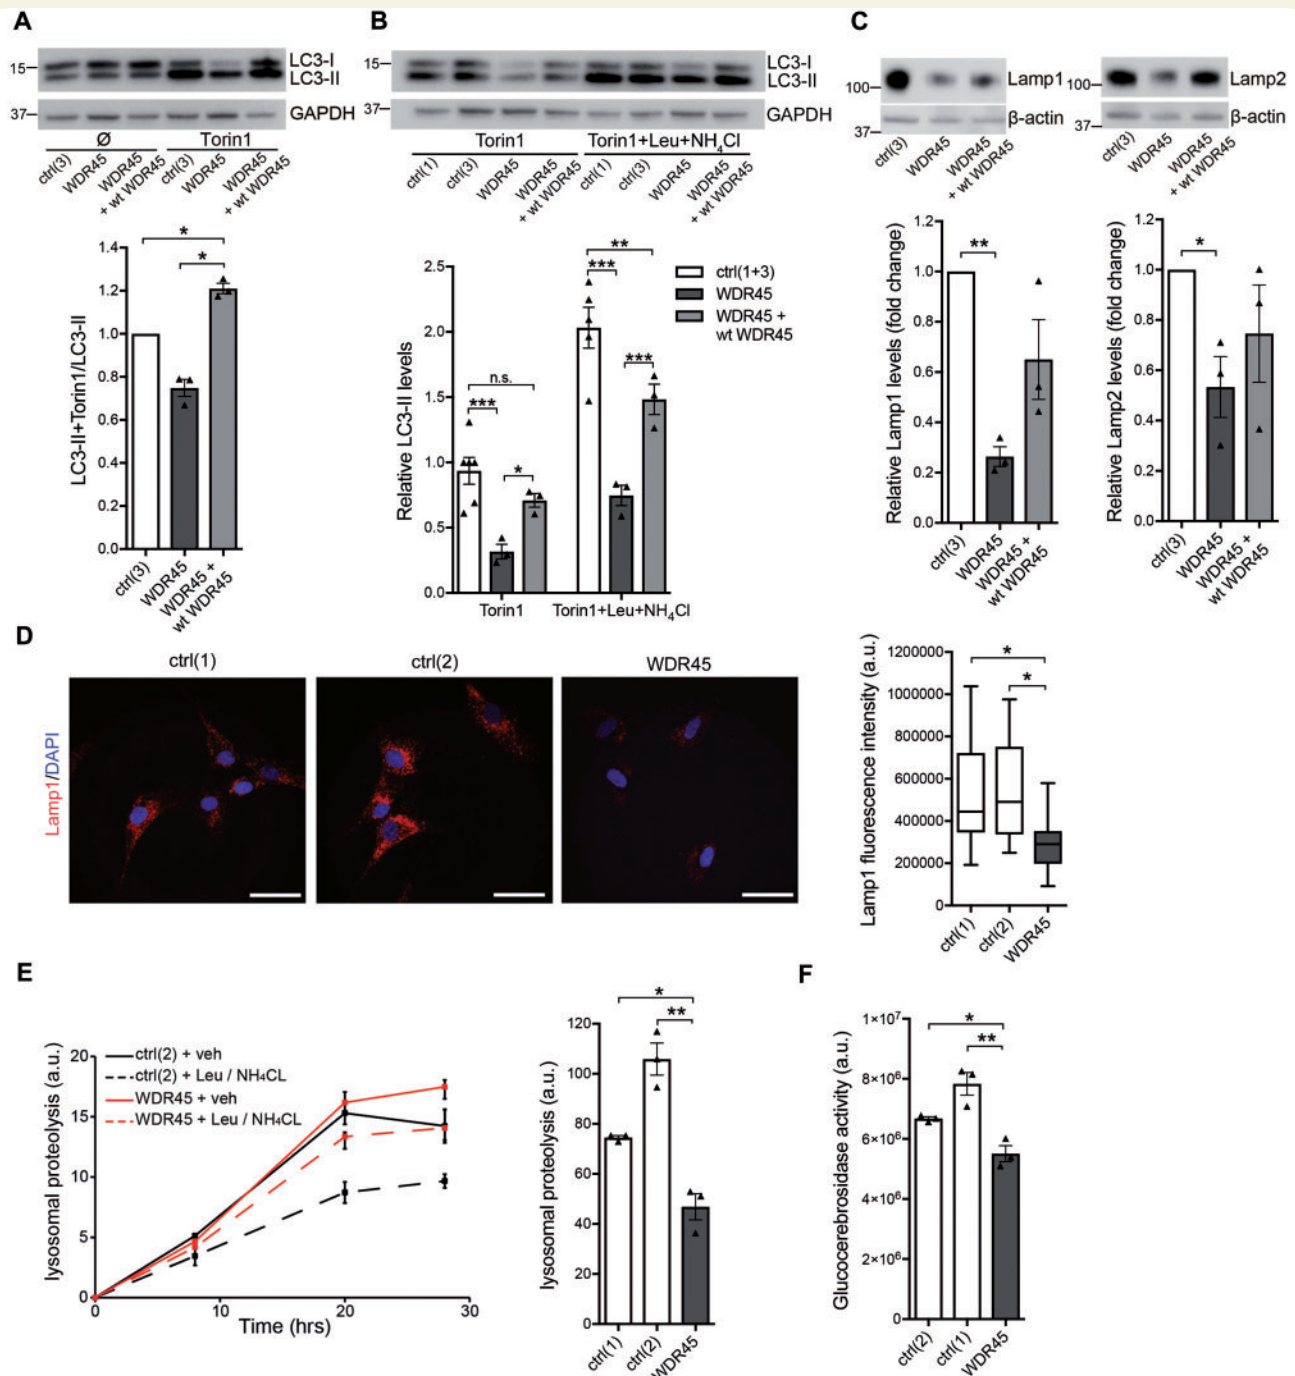 A
15
LC3-I
LC3-II
37
GAPDH
Ø
Torin1
ctrl(3)
WDR45
WDR45
+ wt WDR45
ctrl(3)
WDR45
WDR45
+ wt WDR45
LC3-II+Torin1/LC3-II
1.4
1.2
1.0
0.8
0.6
0.4
0.2
0.0
*
*
ctrl(3)
WDR45
WDR45 +
wt WDR45
B
15
LC3-I
LC3-II
37
GAPDH
Torin1
Torin1+Leu+NH₄Cl
ctrl(1)
ctrl(3)
WDR45
WDR45
+ wt WDR45
ctrl(1)
ctrl(3)
WDR45
WDR45
+ wt WDR45
Relative LC3-II levels
2.5
2.0
1.5
1.0
0.5
0.0
n.s.
***
*
**
***
***
ctrl(1+3)
WDR45
WDR45 +
wt WDR45
Torin1
Torin1+Leu+NH₄Cl
C
100
Lamp1
37
β-actin
ctrl(3)
WDR45
WDR45
+ wt WDR45
100
Lamp2
37
β-actin
ctrl(3)
WDR45
WDR45
+ wt WDR45
Relative Lamp1 levels (fold change)
1.2
1.0
0.8
0.6
0.4
0.2
0.0
**
ctrl(3)
WDR45
WDR45 +
wt WDR45
Relative Lamp2 levels (fold change)
1.2
1.0
0.8
0.6
0.4
0.2
0.0
*
ctrl(3)
WDR45
WDR45 +
wt WDR45
D
Lamp1/DAPI
ctrl(1)
ctrl(2)
WDR45
Lamp1 fluorescence intensity (a.u.)
1200000
1000000
800000
600000
400000
200000
0
*
*
ctrl(1)
ctrl(2)
WDR45
E
lysosomal proteolysis (a.u.)
20
15
10
5
0
ctrl(2) + veh
ctrl(2) + Leu / NH₄CL
WDR45 + veh
WDR45 + Leu / NH₄CL
0
10
20
30
Time (hrs)
lysosomal proteolysis (a.u.)
120
100
80
60
40
20
0
*
**
ctrl(1)
ctrl(2)
WDR45
F
Glucocerebrosidase activity (a.u.)
1×10⁷
8×10⁶
6×10⁶
4×10⁶
2×10⁶
0
*
**
ctrl(2)
ctrl(1)
WDR45